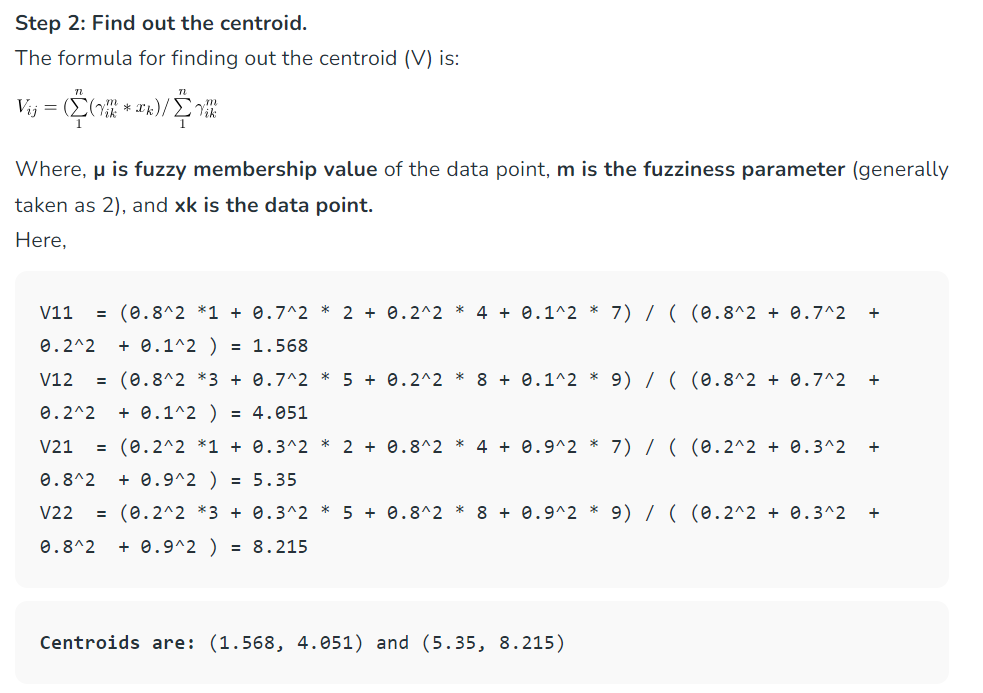 Step 2: Find out the centroid.
The formula for finding out the centroid (V) is:
V_{ij} = (\sum_{1}^{n} (γ_{ik}^{m} * x_k) / \sum_{1}^{n} γ_{ik}^{m}
Where, μ is fuzzy membership value of the data point, m is the fuzziness parameter (generally
taken as 2), and xk is the data point.
Here,
V11  = (0.8^2 *1 + 0.7^2 * 2 + 0.2^2 * 4 + 0.1^2 * 7) / ( (0.8^2 + 0.7^2  +
0.2^2  + 0.1^2 ) = 1.568
V12  = (0.8^2 *3 + 0.7^2 * 5 + 0.2^2 * 8 + 0.1^2 * 9) / ( (0.8^2 + 0.7^2  +
0.2^2  + 0.1^2 ) = 4.051
V21  = (0.2^2 *1 + 0.3^2 * 2 + 0.8^2 * 4 + 0.9^2 * 7) / ( (0.2^2 + 0.3^2  +
0.8^2  + 0.9^2 ) = 5.35
V22  = (0.2^2 *3 + 0.3^2 * 5 + 0.8^2 * 8 + 0.9^2 * 9) / ( (0.2^2 + 0.3^2  +
0.8^2  + 0.9^2 ) = 8.215
Centroids are: (1.568, 4.051) and (5.35, 8.215)